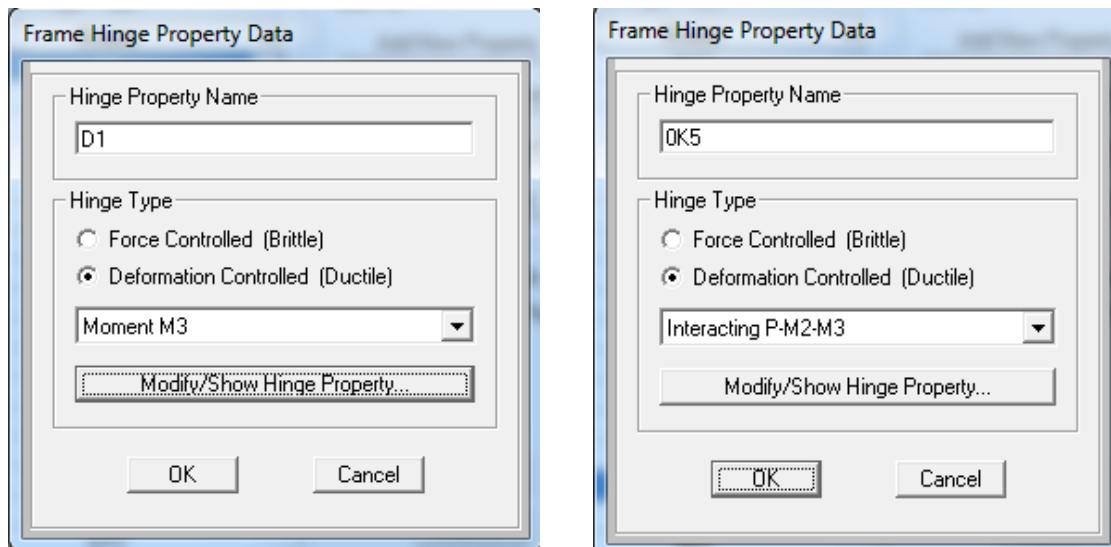 Frame Hinge Property Data
Hinge Property Name
D1
Hinge Type
Force Controlled (Brittle)
Deformation Controlled (Ductile)
Moment M3
Modify/Show Hinge Property...
OK Cancel
Frame Hinge Property Data
Hinge Property Name
0K5
Hinge Type
Force Controlled (Brittle)
Deformation Controlled (Ductile)
Interacting P-M2-M3
Modify/Show Hinge Property...
OK Cancel